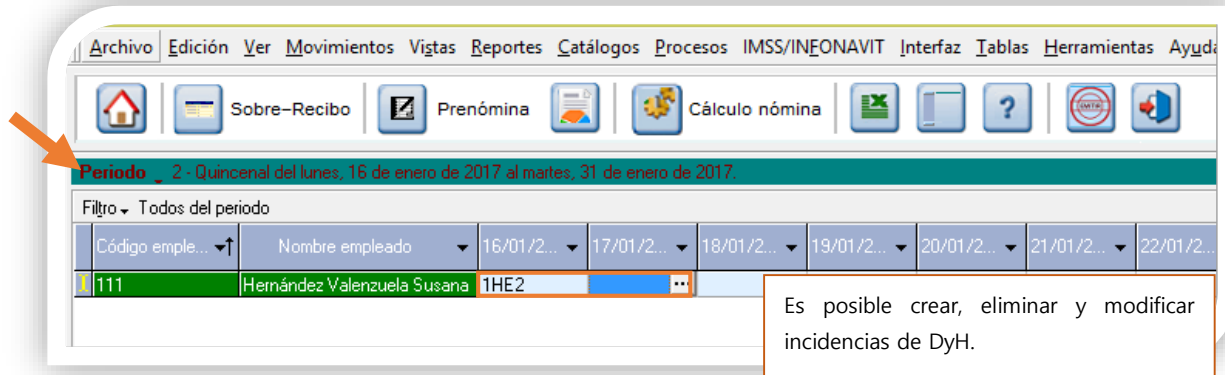 Archivo Edición Ver Movimientos Vistas Reportes Catálogos Procesos IMSS/INFONAVIT Interfaz Tablas Herramientas Ayuda
Sobre-Recibo Prenómina Cálculo nómina ?
Periodo 2 - Quincenal del lunes, 16 de enero de 2017 al martes, 31 de enero de 2017.
Filtro Todos del periodo
Código emple... Nombre empleado 16/01/2... 17/01/2... 18/01/2... 19/01/2... 20/01/2... 21/01/2... 22/01/2...
111 Hernández Valenzuela Susana 1HE2 ...
Es posible crear, eliminar y modificar
incidencias de DyH.